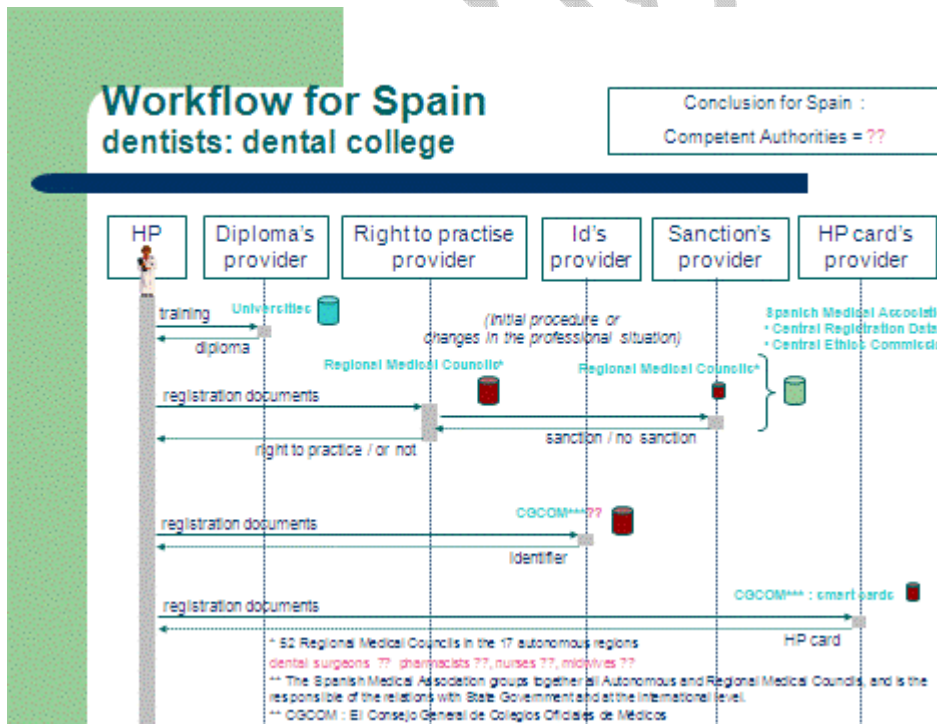 Workflow for Spain
dentists: dental college
Conclusion for Spain :
Competent Authorities = ??
HP
Diploma's
provider
Right to practise
provider
Id's
provider
Sanction's
provider
HP card's
provider
training
Universities
diploma
(Initial procedure or
changes in the professional situation)
Spanish Medical Associati
* Central Registration Data
* Central Ethics Commissio
Regional Medical Councils*
Regional Medical Councils*
registration documents
right to practice / or not
sanction / no sanction
CGCOM***??
registration documents
Identifier
CGCOM*** : smart cards
registration documents
HP card
* 52 Regional Medical Councils in the 17 autonomous regions
dental surgeons ?? pharmacists ??, nurses ??, midwives ??
** The Spanish Medical Association groups together all Autonomous and Regional Medical Councils, and is the
responsible of the relations with State Government and at the international level.
** CGCOM : El Consejo General de Colegios Oficiales de Médicos